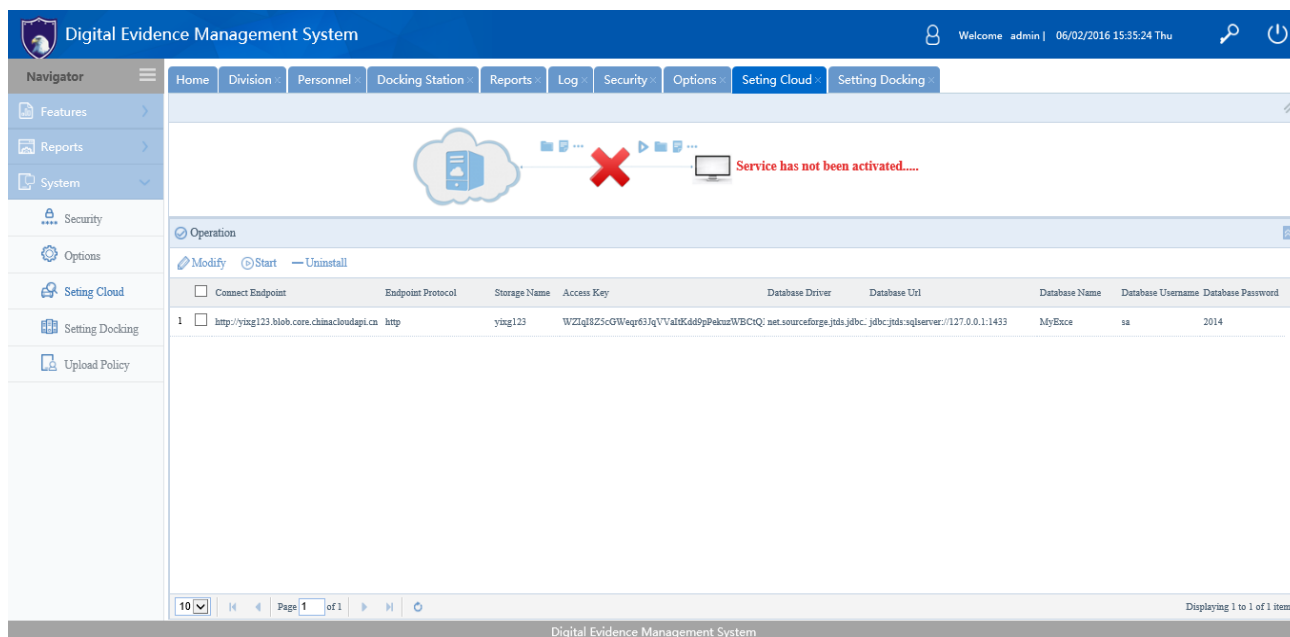 Digital Evidence Management System
Welcome admin | 06/02/2016 15:35:24 Thu
Navigator
Home Division Personnel Docking Station Reports Log Security Options Seting Cloud Setting Docking
Features
Reports
System
Security
Options
Seting Cloud
Setting Docking
Upload Policy
Service has not been activated.....
Operation
Modify Start Uninstall
Connect Endpoint Endpoint Protocol Storage Name Access Key Database Driver Database Url Database Name Database Username Database Password
1 http://yixg123.blob.core.chinacloudapi.cn http yixg123 WZIqI8Z5cGWeqr63JqVVaItKdd9pPekuzWBCtQ net.sourceforge.jtds.jdbc. jdbc:jtds:sqlserver://127.0.0.1:1433 MyExce sa 2014
10 Page 1 of 1 Displaying 1 to 1 of 1 item
Digital Evidence Management System